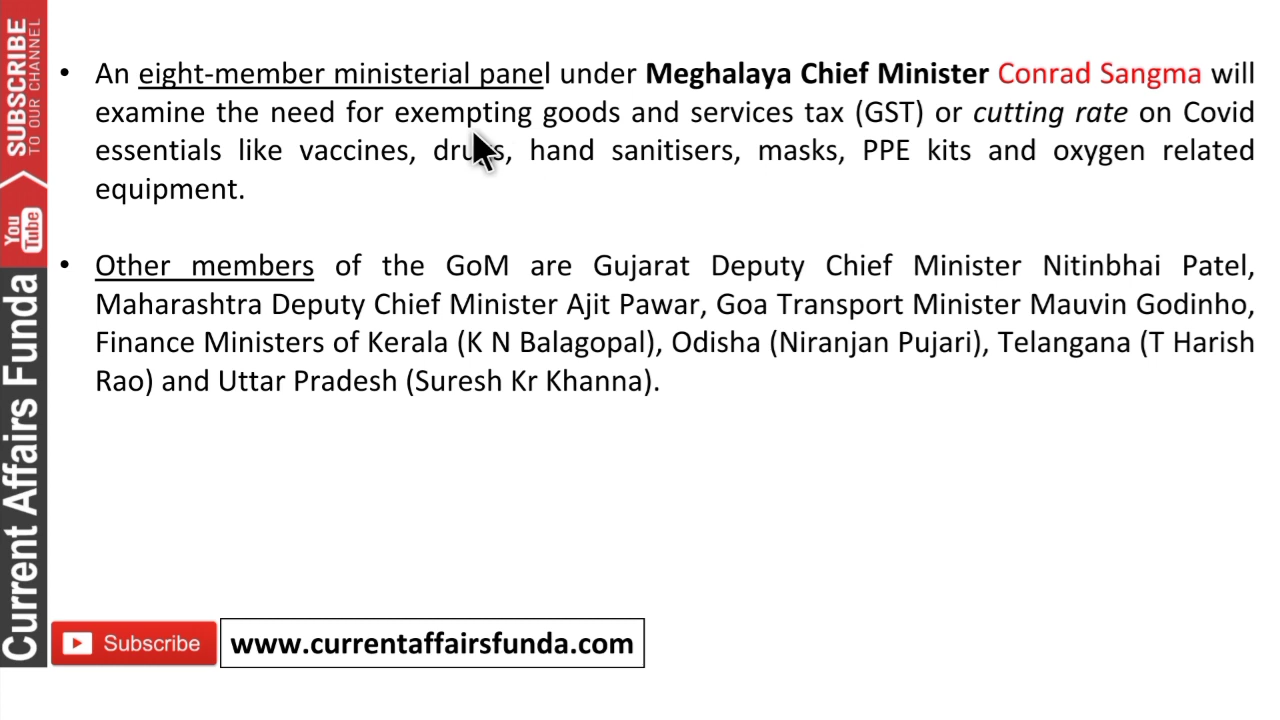 SUBSCRIBE
TO OUR CHANNEL
You
Tube
Current Affairs Funda
• An eight-member ministerial panel under Meghalaya Chief Minister Conrad Sangma will
examine the need for exempting goods and services tax (GST) or cutting rate on Covid
essentials like vaccines, drugs, hand sanitisers, masks, PPE kits and oxygen related
equipment.
• Other members of the GoM are Gujarat Deputy Chief Minister Nitinbhai Patel,
Maharashtra Deputy Chief Minister Ajit Pawar, Goa Transport Minister Mauvin Godinho,
Finance Ministers of Kerala (K N Balagopal), Odisha (Niranjan Pujari), Telangana (T Harish
Rao) and Uttar Pradesh (Suresh Kr Khanna).
Subscribe
www.currentaffairsfunda.com